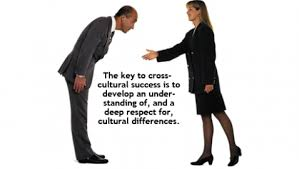 The key to cross-
cultural success is to
develop an under-
standing of, and a
deep respect for,
cultural differences.